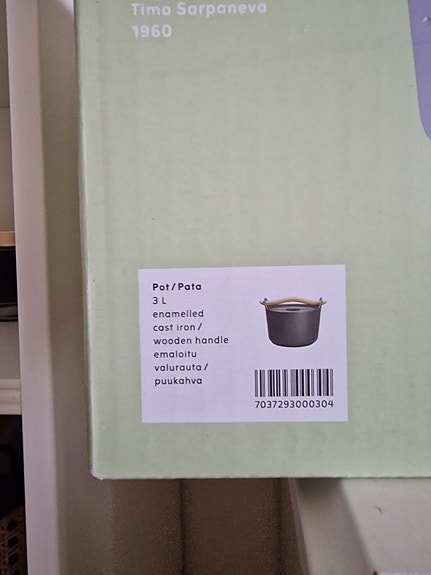 Timo Sarpaneva
1960
Pot / Pata
3 L
enamelled
cast iron /
wooden handle
emaloitu
valurauta /
puukahva
7037293000304